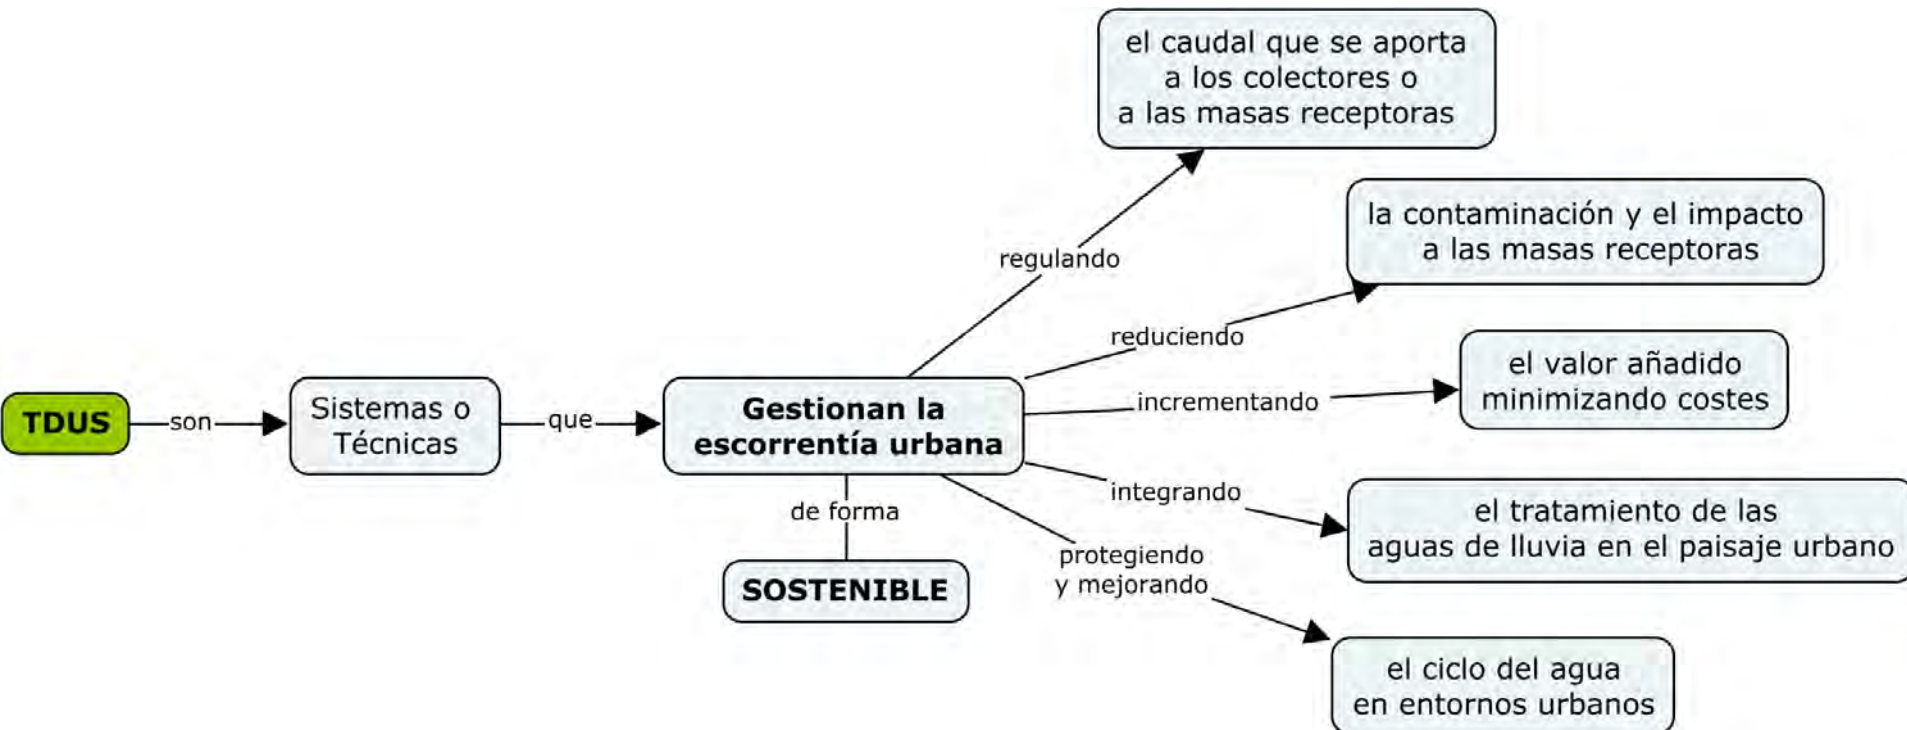 TDUS
son
Sistemas o
Técnicas
que
Gestionan la
escorrentía urbana
de forma
SOSTENIBLE
regulando
el caudal que se aporta
a los colectores o
a las masas receptoras
reduciendo
la contaminación y el impacto
a las masas receptoras
incrementando
el valor añadido
minimizando costes
integrando
el tratamiento de las
aguas de lluvia en el paisaje urbano
protegiendo
y mejorando
el ciclo del agua
en entornos urbanos